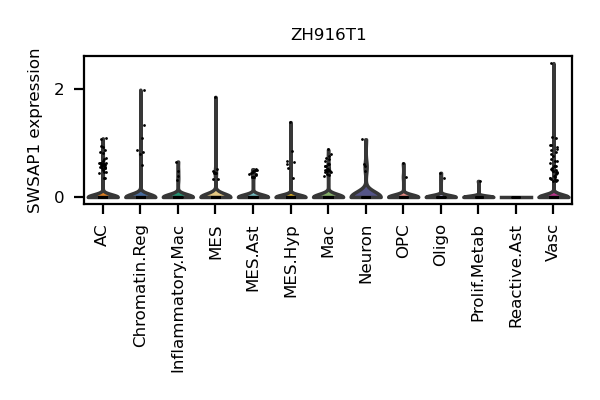 ZH916T1
SWSAP1 expression
2
0
AC
Chromatin.Reg
Inflammatory.Mac
MES
MES.Ast
MES.Hyp
Mac
Neuron
OPC
Oligo
Prolif.Metab
Reactive.Ast
Vasc